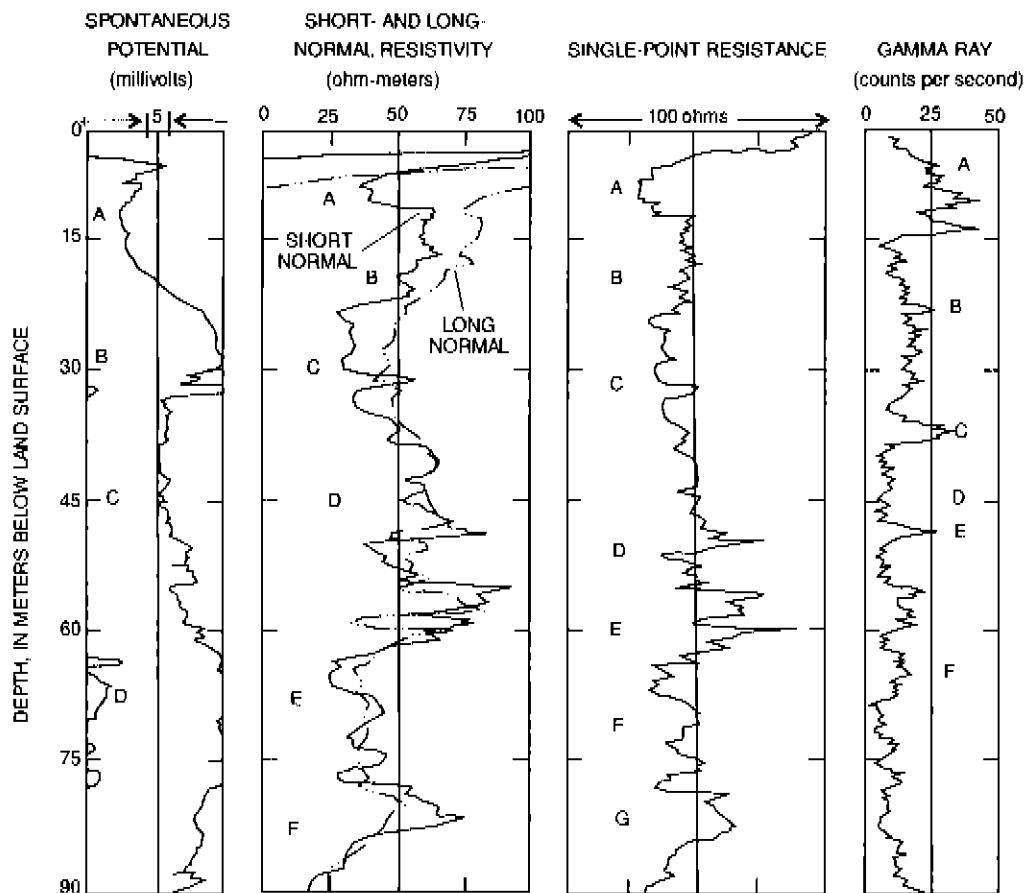 SPONTANEOUS
POTENTIAL
(millivolts)
+ 5 –
SHORT- AND LONG-
NORMAL RESISTIVITY
(ohm-meters)
0 25 50 75 100
SINGLE-POINT RESISTANCE
100 ohms
GAMMA RAY
(counts per second)
0 25 50
DEPTH, IN METERS BELOW LAND SURFACE
0
15
30
45
60
75
90
A
B
C
D
A
SHORT
NORMAL
B
LONG
NORMAL
C
D
E
F
A
B
C
D
E
F
G
A
B
C
D
E
F